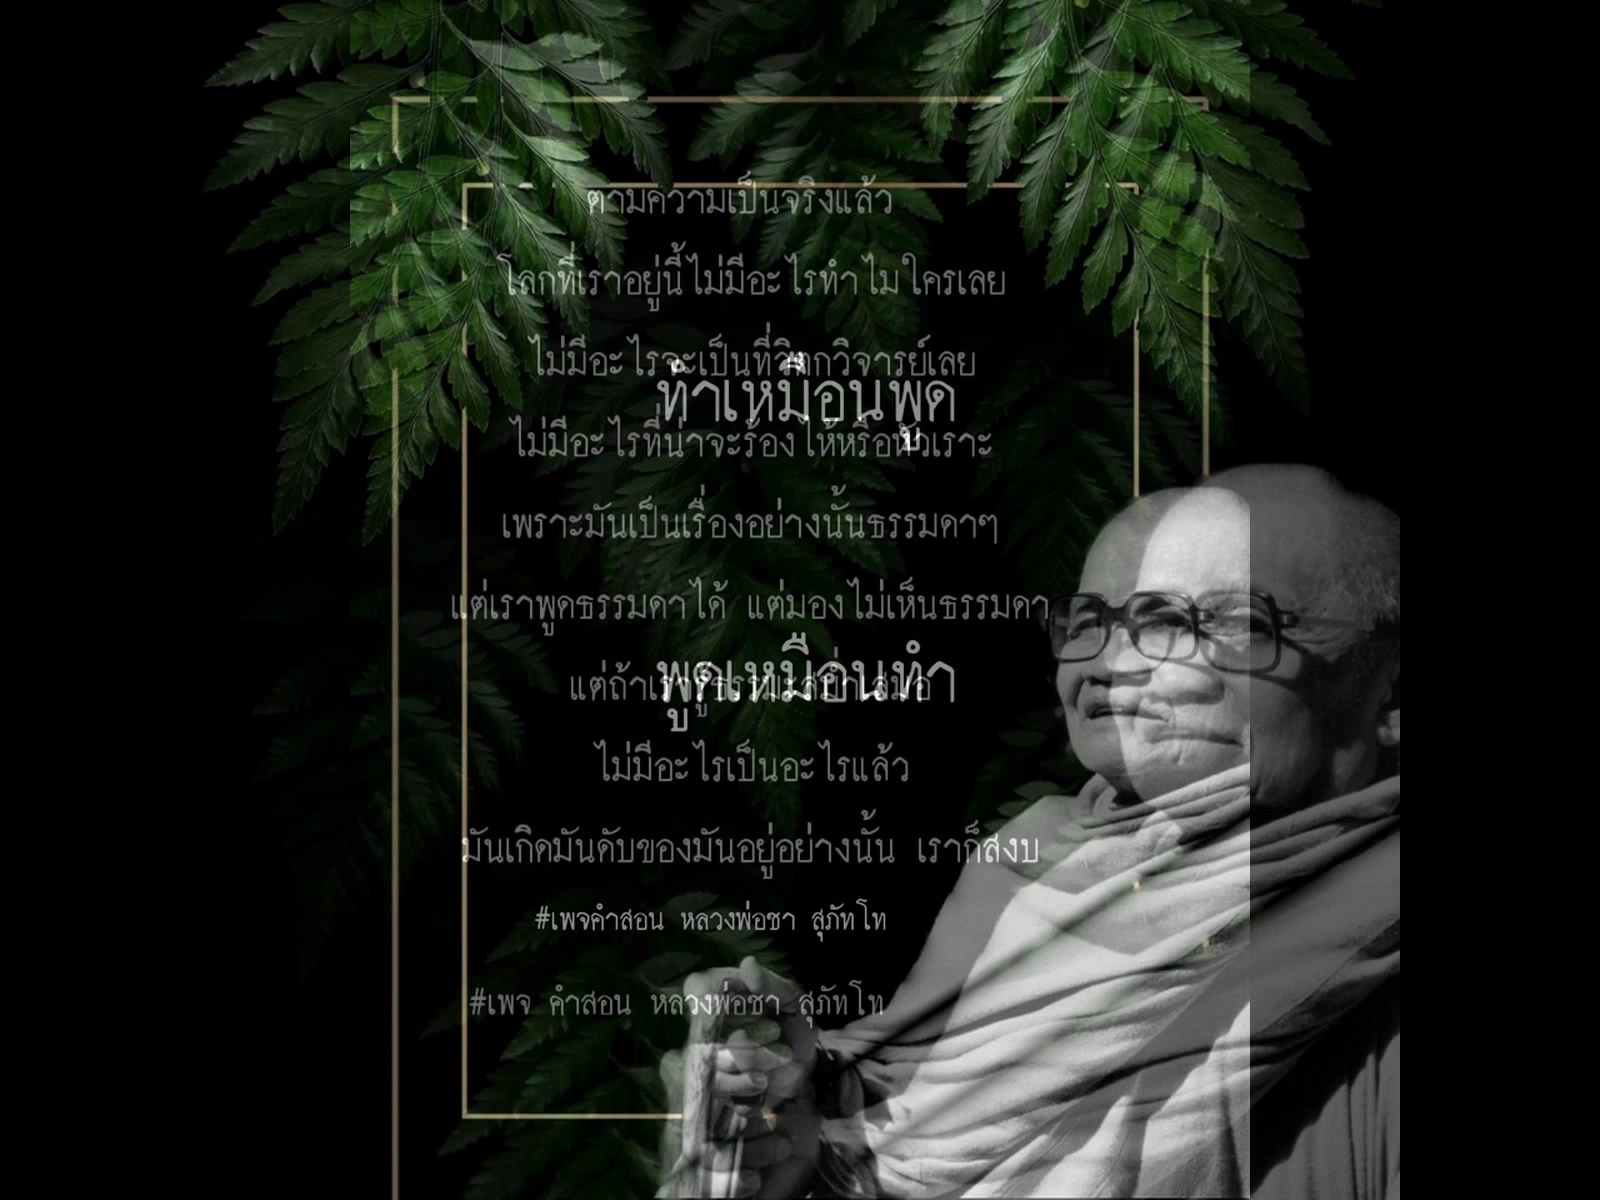 ตามความเป็นจริงแล้ว
โลกที่เราอยู่นี้ไม่มีอะไรทำไมใครเลย
ไม่มีอะไรจะเป็นที่วิตกวิจารย์เลย
ทำเหมือนพูด
ไม่มีอะไรที่น่าจะร้องไห้หรือหัวเราะ
เพราะมันเป็นเรื่องอย่างนั้นธรรมดาๆ
แต่เราพูดธรรมดาได้ แต่มองไม่เห็นธรรมดา
พูดเหมือนทำ
แต่ถ้า
ไม่มีอะไรเป็นอะไรแล้ว
มันเกิดมันดับของมันอยู่อย่างนั้น เราก็สงบ
#เพจคำสอน หลวงพ่อชา สุภัทโท
#เพจ คำสอน หลวงพ่อชา สุภัทโท